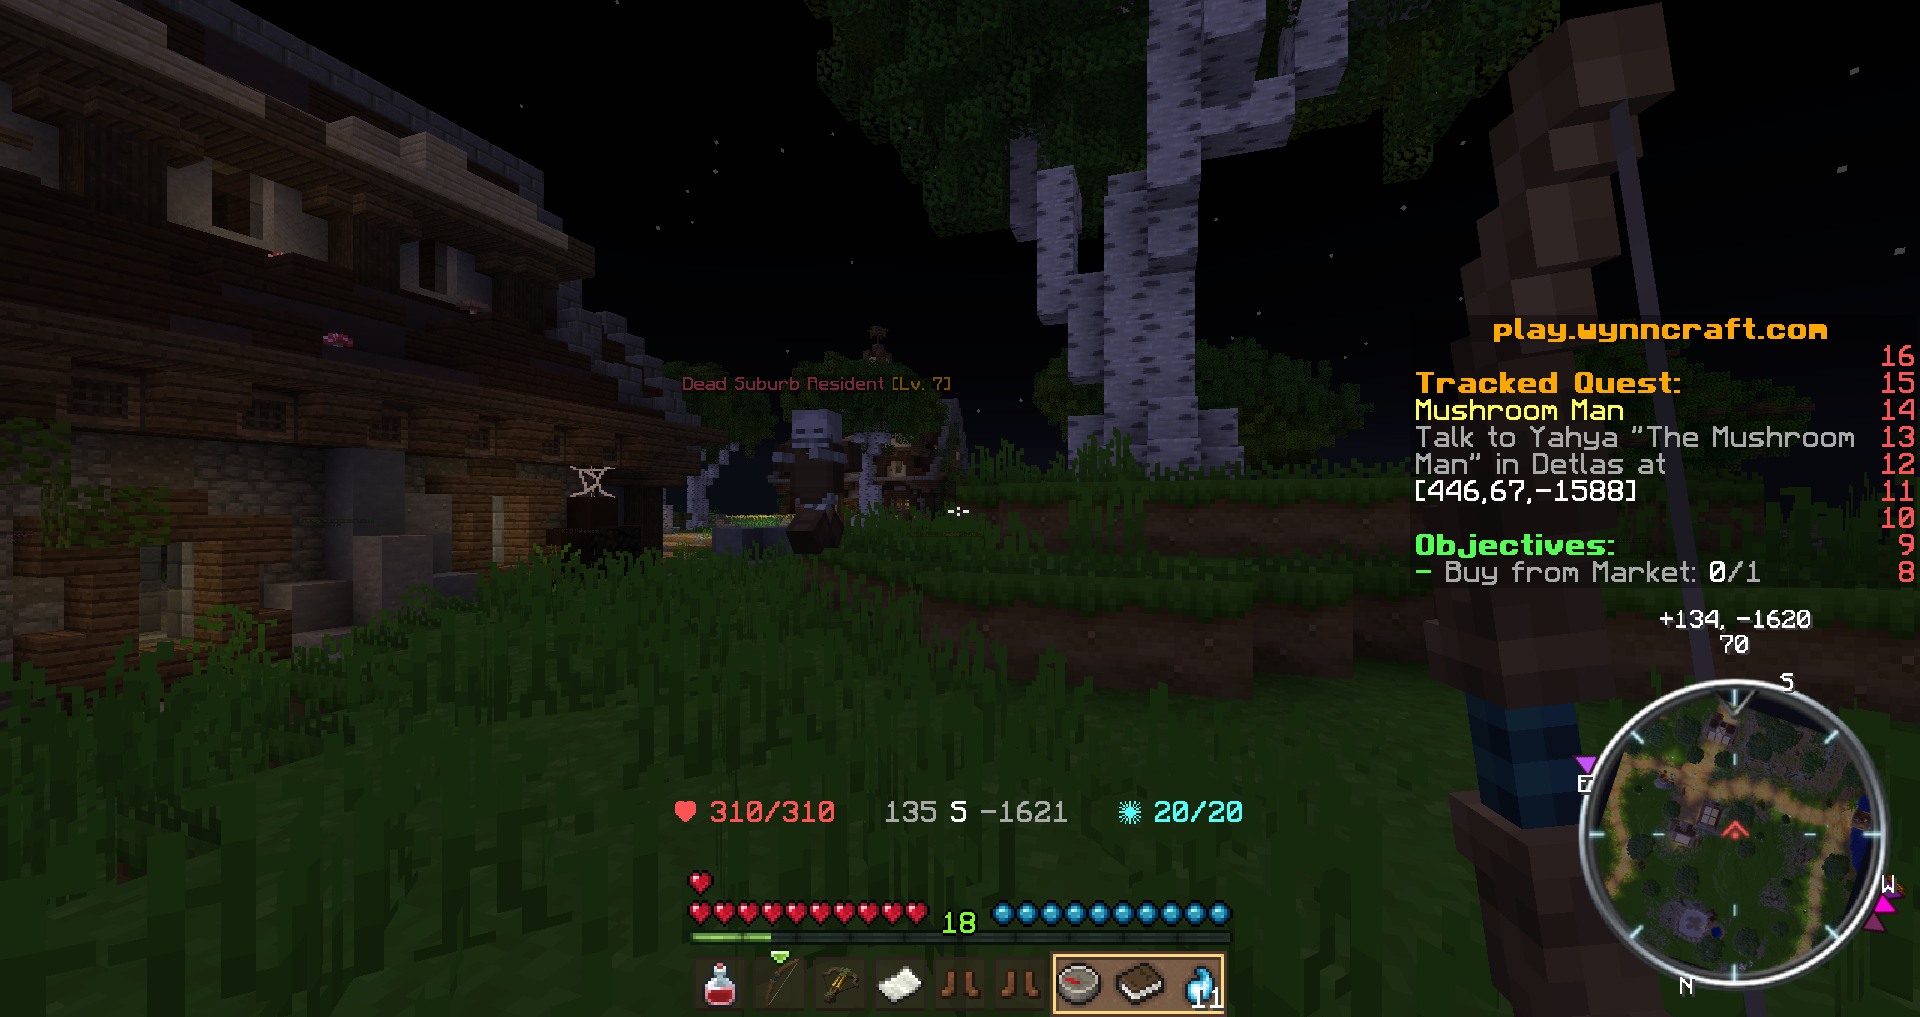 Dead Suburb Resident [Lv. 7]
play.wynncraft.com
16
Tracked Quest: 15
Mushroom Man 14
Talk to Yahya "The Mushroom 13
Man" in Detlas at 12
[446,67,-1588] 11
10
Objectives: 9
- Buy from Market: 0/1 8
+134, -1620
70
S
E
W
N
310/310 135 S -1621 20/20
18
11